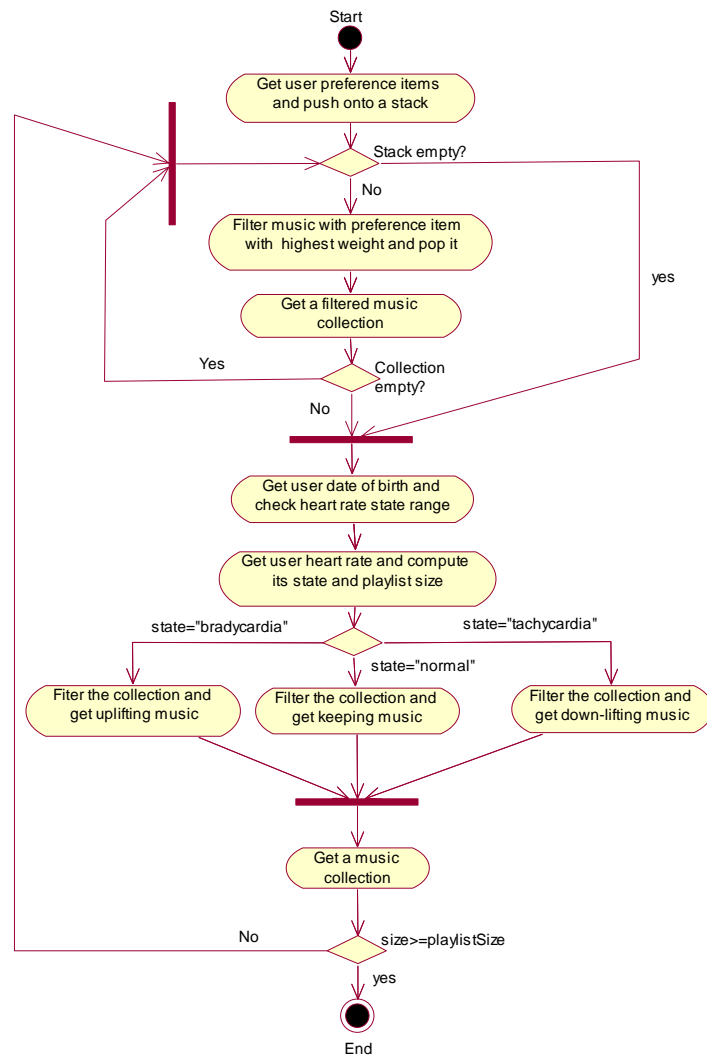 Start
Get user preference items
and push onto a stack
Stack empty?
No
Filter music with preference item
with highest weight and pop it
yes
Get a filtered music
collection
Yes
Collection
empty?
No
Get user date of birth and
check heart rate state range
Get user heart rate and compute
its state and playlist size
state="bradycardia"
state="tachycardia"
state="normal"
Fiter the collection and
get uplifting music
Filter the collection and
get keeping music
Filter the collection and
get down-lifting music
Get a music
collection
No
size>=playlistSize
yes
End